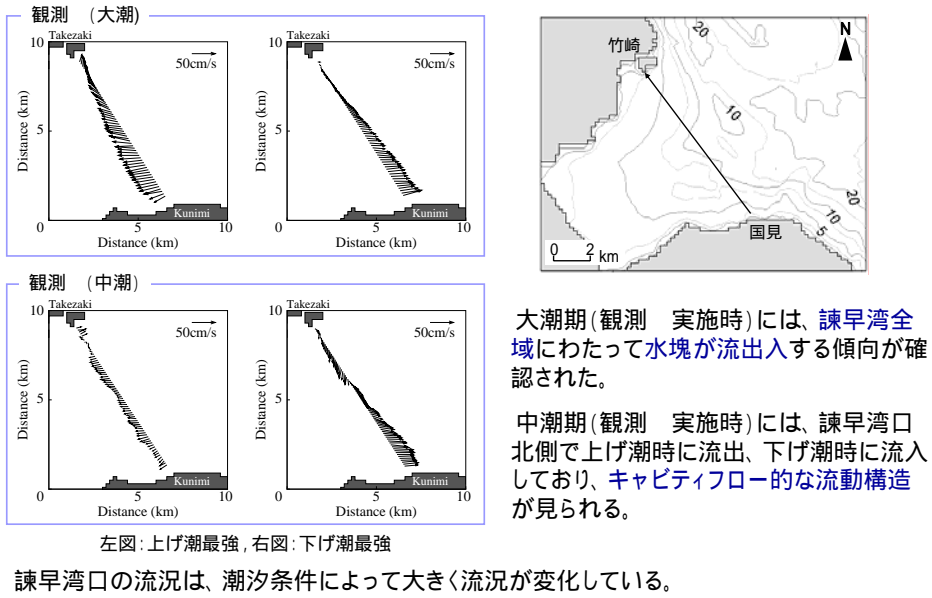 観測　(大潮)
Takezaki
10
5
0
Distance (km)
50cm/s
Kunimi
5
10
Distance (km)
Takezaki
10
5
0
Distance (km)
50cm/s
Kunimi
5
10
Distance (km)
観測　(中潮)
Takezaki
10
5
0
Distance (km)
50cm/s
Kunimi
5
10
Distance (km)
Takezaki
10
5
0
Distance (km)
50cm/s
Kunimi
5
10
Distance (km)
左図:上げ潮最強,右図:下げ潮最強
竹崎
N
20
10
20
10
5
国見
0 2 km
大潮期(観測　実施時)には、諫早湾全
域にわたって水塊が流出入する傾向が確
認された。
中潮期(観測　実施時)には、諫早湾口
北側で上げ潮時に流出、下げ潮時に流入
しており、キャビティフロー的な流動構造
が見られる。
諫早湾口の流況は、潮汐条件によって大きく流況が変化している。